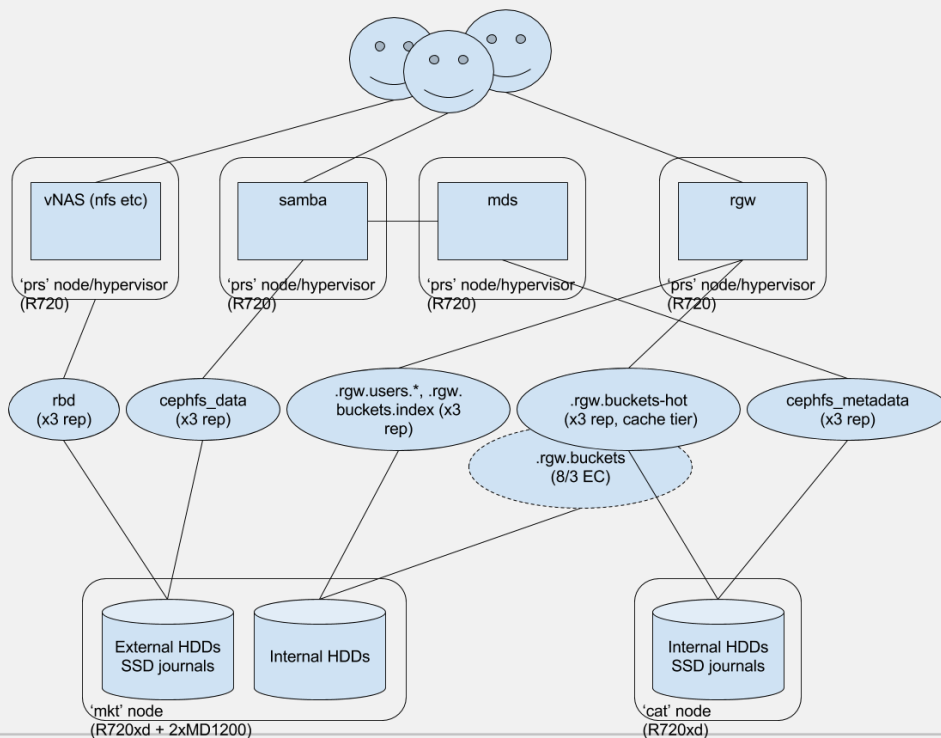 vNAS (nfs etc)
samba
mds
rgw
‘prs’ node/hypervisor
(R720)
‘prs’ node/hypervisor
(R720)
‘prs’ node/hypervisor
(R720)
‘prs’ node/hypervisor
(R720)
rbd
(x3 rep)
cephfs_data
(x3 rep)
.rgw.users.*, .rgw.
buckets.index (x3
rep)
.rgw.buckets-hot
(x3 rep, cache tier)
cephfs_metadata
(x3 rep)
.rgw.buckets
(8/3 EC)
External HDDs
SSD journals
Internal HDDs
Internal HDDs
SSD journals
‘mkt’ node
(R720xd + 2xMD1200)
‘cat’ node
(R720xd)